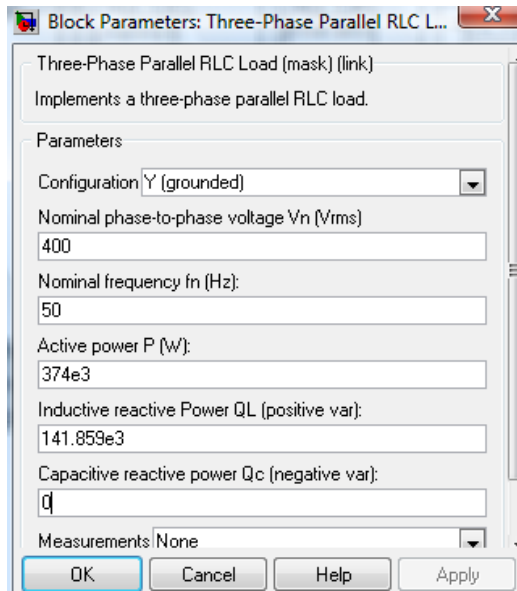 Block Parameters: Three-Phase Parallel RLC L...
Three-Phase Parallel RLC Load (mask) (link)
Implements a three-phase parallel RLC load.
Parameters
Configuration Y (grounded)
Nominal phase-to-phase voltage Vn (Vrms)
400
Nominal frequency fn (Hz):
50
Active power P (W):
374e3
Inductive reactive Power QL (positive var):
141.859e3
Capacitive reactive power Qc (negative var):
0
Measurements None
OK Cancel Help Apply